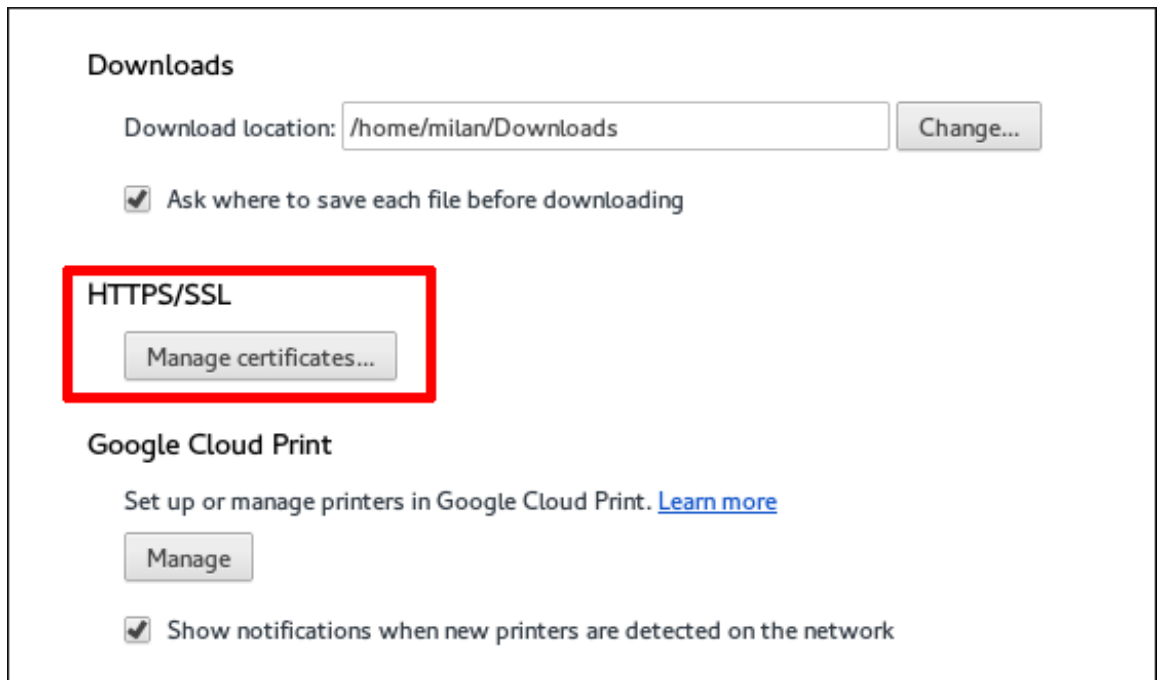 Downloads
Download location: /home/milan/Downloads Change...
Ask where to save each file before downloading
HTTPS/SSL
Manage certificates...
Google Cloud Print
Set up or manage printers in Google Cloud Print. Learn more
Manage
Show notifications when new printers are detected on the network